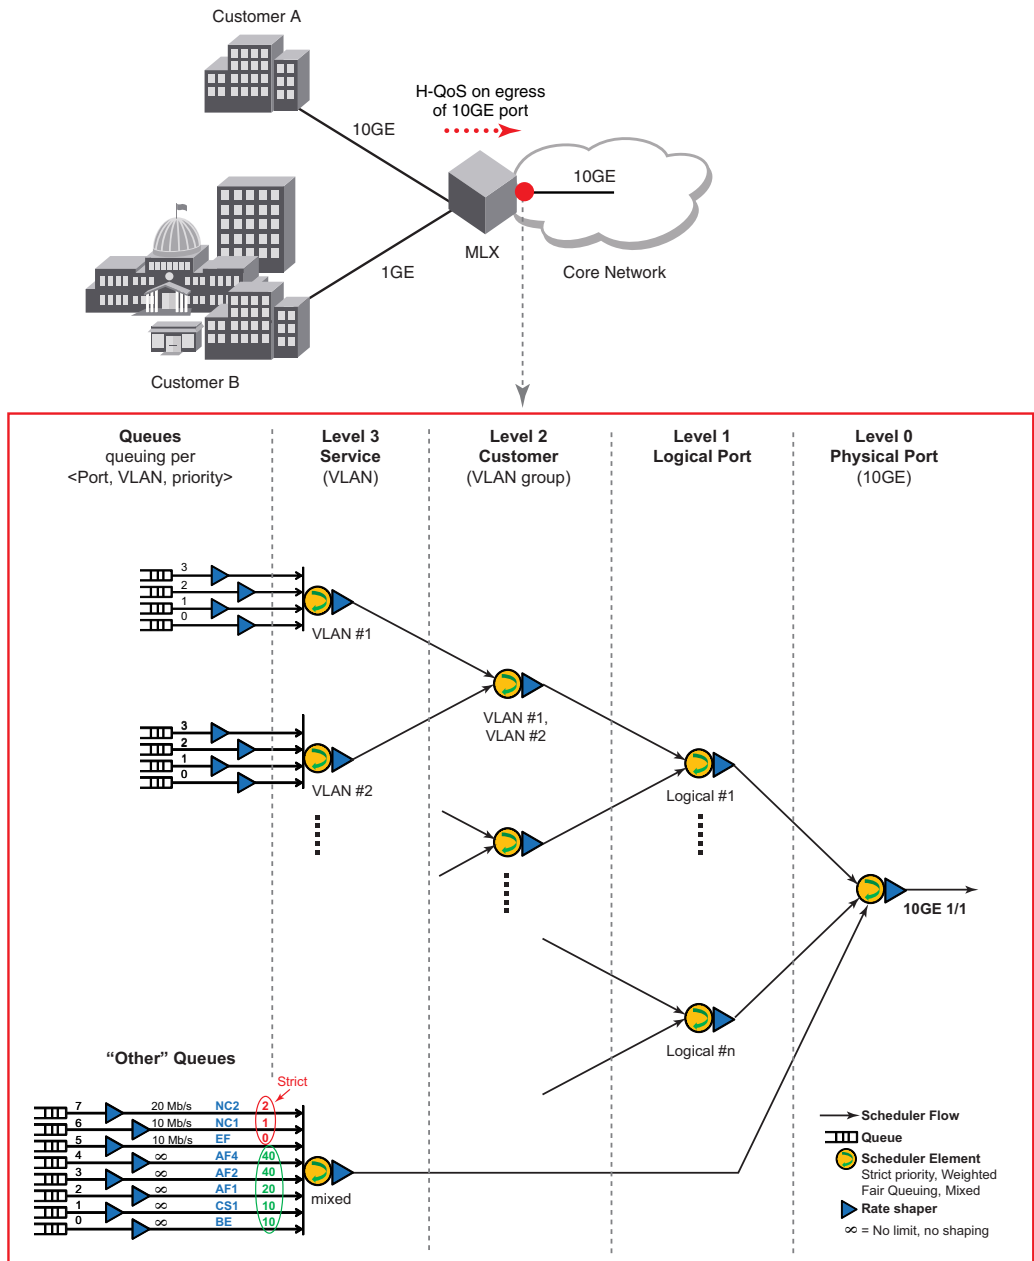 Customer A
H-QoS on egress
of 10GE port
10GE
10GE
MLX
1GE
Core Network
Customer B
Queues
queuing per
<Port, VLAN, priority>
Level 3
Service
(VLAN)
Level 2
Customer
(VLAN group)
Level 1
Logical Port
Level 0
Physical Port
(10GE)
3
2
1
0
VLAN #1
VLAN #1,
VLAN #2
3
2
1
0
VLAN #2
Logical #1
10GE 1/1
Logical #n
“Other” Queues
Strict
7 20 Mb/s NC2 2
6 10 Mb/s NC1 1
5 10 Mb/s EF 0
4 ∞ AF4 40
3 ∞ AF2 40
2 ∞ AF1 20
1 ∞ CS1 10
0 ∞ BE 10
mixed
Scheduler Flow
Queue
Scheduler Element
Strict priority, Weighted
Fair Queuing, Mixed
Rate shaper
∞ = No limit, no shaping